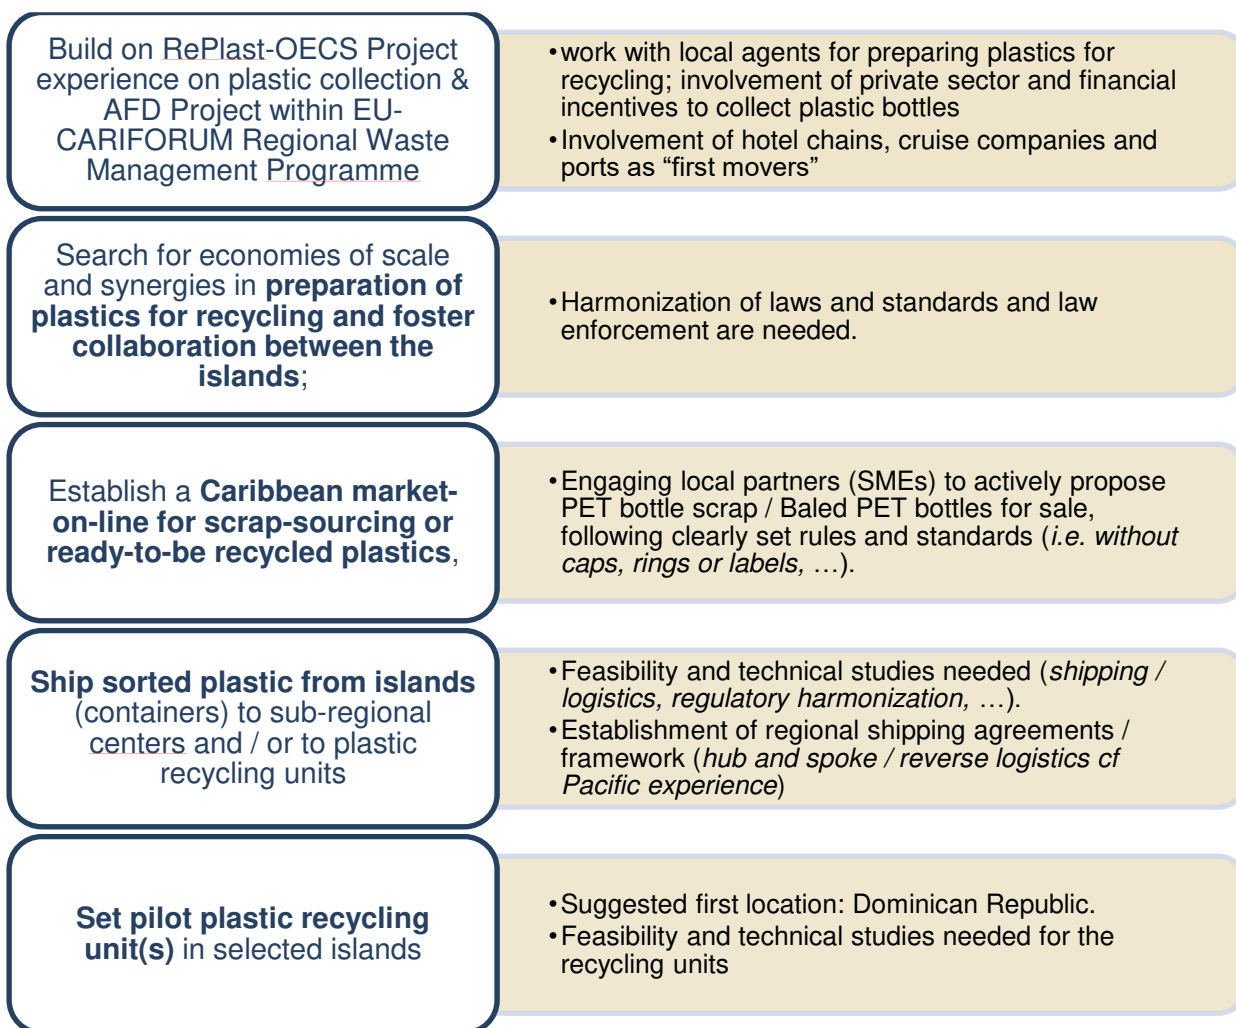 Build on RePlast-OECS Project
experience on plastic collection &
AFD Project within EU-
CARIFORUM Regional Waste
Management Programme
•work with local agents for preparing plastics for
recycling; involvement of private sector and financial
incentives to collect plastic bottles
•Involvement of hotel chains, cruise companies and
ports as “first movers”
Search for economies of scale
and synergies in preparation of
plastics for recycling and foster
collaboration between the
islands;
•Harmonization of laws and standards and law
enforcement are needed.
Establish a Caribbean market-
on-line for scrap-sourcing or
ready-to-be recycled plastics,
•Engaging local partners (SMEs) to actively propose
PET bottle scrap / Baled PET bottles for sale,
following clearly set rules and standards (i.e. without
caps, rings or labels, …).
Ship sorted plastic from islands
(containers) to sub-regional
centers and / or to plastic
recycling units
•Feasibility and technical studies needed (shipping /
logistics, regulatory harmonization, …).
•Establishment of regional shipping agreements /
framework (hub and spoke / reverse logistics cf
Pacific experience)
Set pilot plastic recycling
unit(s) in selected islands
•Suggested first location: Dominican Republic.
•Feasibility and technical studies needed for the
recycling units